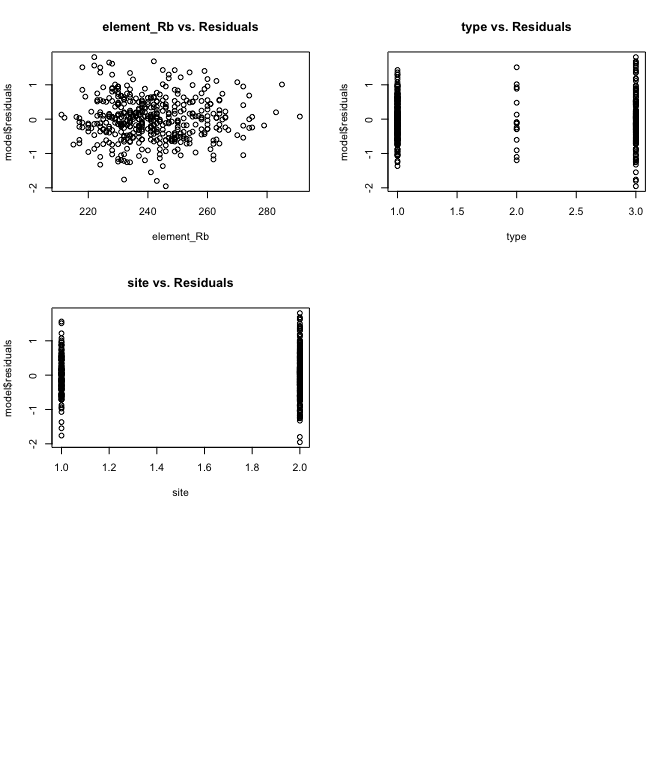 element_Rb vs. Residuals
model$residuals
1
0
-1
-2
220 240 260 280
element_Rb
type vs. Residuals
model$residuals
1
0
-1
-2
1.0 1.5 2.0 2.5 3.0
type
site vs. Residuals
model$residuals
1
0
-1
-2
1.0 1.2 1.4 1.6 1.8 2.0
site